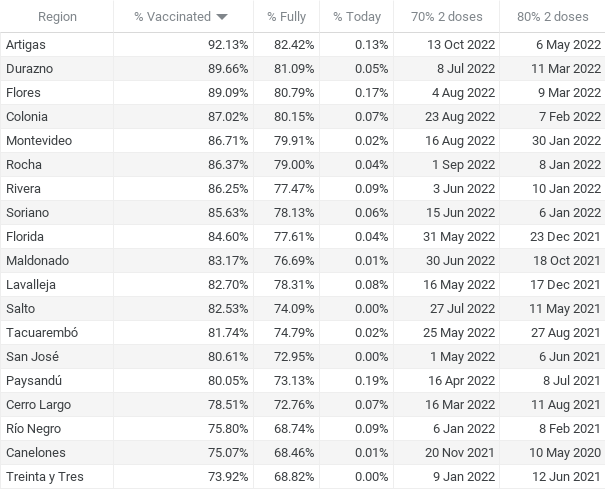 Region % Vaccinated % Fully % Today 70% 2 doses 80% 2 doses
Artigas 92.13% 82.42% 0.13% 13 Oct 2022 6 May 2022
Durazno 89.66% 81.09% 0.05% 8 Jul 2022 11 Mar 2022
Flores 89.09% 80.79% 0.17% 4 Aug 2022 9 Mar 2022
Colonia 87.02% 80.15% 0.07% 23 Aug 2022 7 Feb 2022
Montevideo 86.71% 79.91% 0.02% 16 Aug 2022 30 Jan 2022
Rocha 86.37% 79.00% 0.04% 1 Sep 2022 8 Jan 2022
Rivera 86.25% 77.47% 0.09% 3 Jun 2022 10 Jan 2022
Soriano 85.63% 78.13% 0.06% 15 Jun 2022 6 Jan 2022
Florida 84.60% 77.61% 0.04% 31 May 2022 23 Dec 2021
Maldonado 83.17% 76.69% 0.01% 30 Jun 2022 18 Oct 2021
Lavalleja 82.70% 78.31% 0.08% 16 May 2022 17 Dec 2021
Salto 82.53% 74.09% 0.00% 27 Jul 2022 11 May 2021
Tacuarembó 81.74% 74.79% 0.02% 25 May 2022 27 Aug 2021
San José 80.61% 72.95% 0.00% 1 May 2022 6 Jun 2021
Paysandú 80.05% 73.13% 0.19% 16 Apr 2022 8 Jul 2021
Cerro Largo 78.51% 72.76% 0.07% 16 Mar 2022 11 Aug 2021
Río Negro 75.80% 68.74% 0.09% 6 Jan 2022 8 Feb 2021
Canelones 75.07% 68.46% 0.01% 20 Nov 2021 10 May 2020
Treinta y Tres 73.92% 68.82% 0.00% 9 Jan 2022 12 Jun 2021